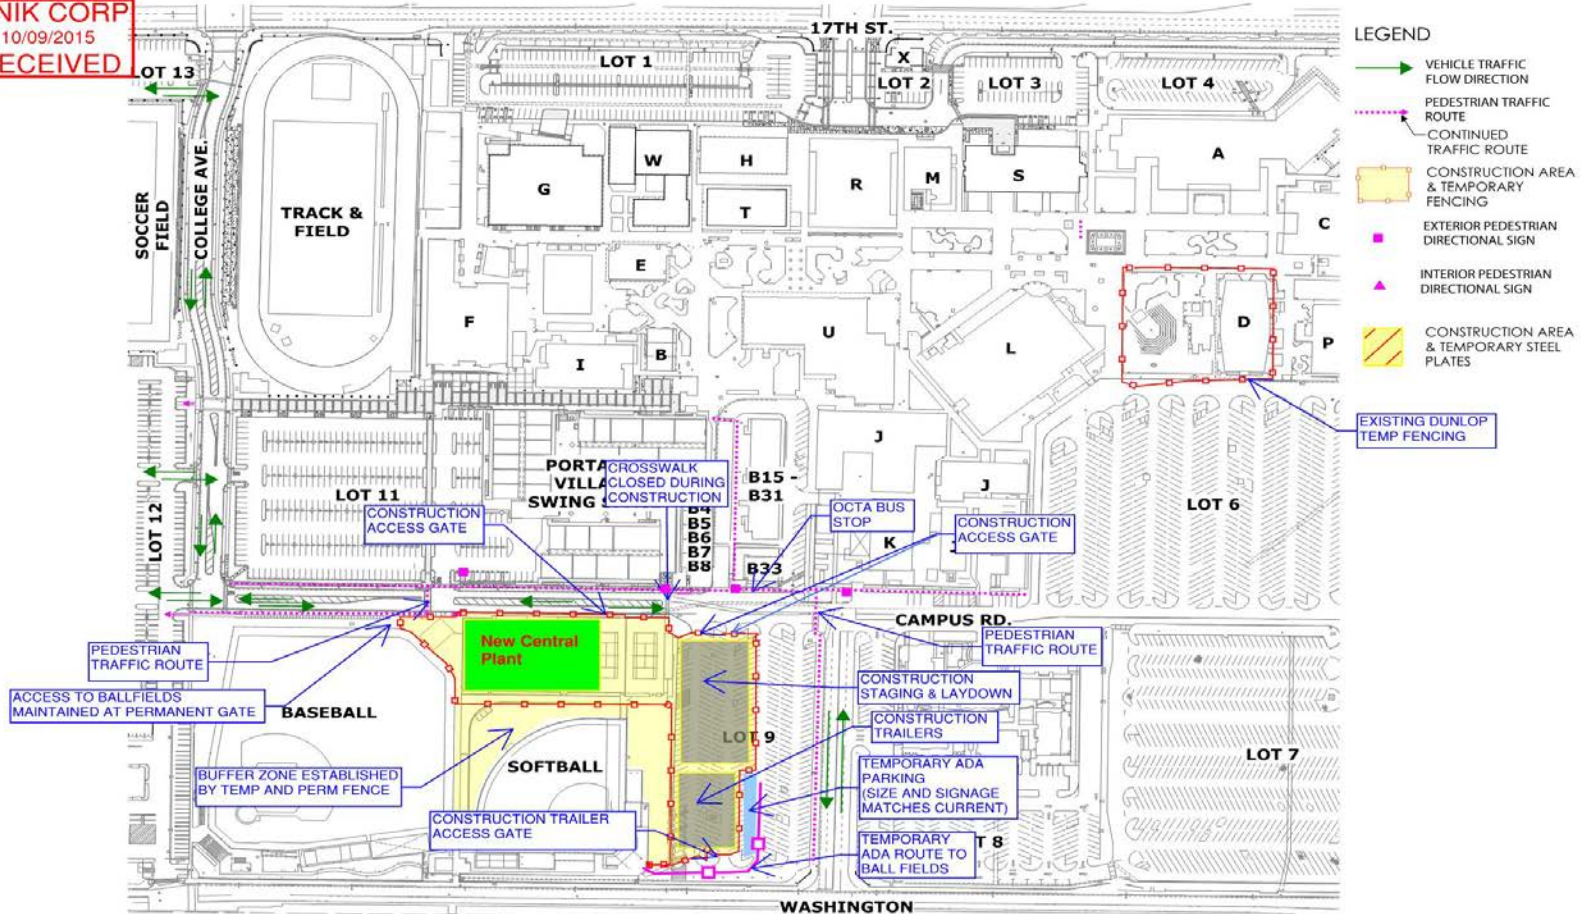 NIK CORP
10/09/2015
ECEIVED
LOT 13
17TH ST.
LOT 1
X
LOT 2
LOT 3
LOT 4
LEGEND
VEHICLE TRAFFIC
FLOW DIRECTION
PEDESTRIAN TRAFFIC
ROUTE
CONTINUED
TRAFFIC ROUTE
CONSTRUCTION AREA
& TEMPORARY
FENCING
EXTERIOR PEDESTRIAN
DIRECTIONAL SIGN
INTERIOR PEDESTRIAN
DIRECTIONAL SIGN
CONSTRUCTION AREA
& TEMPORARY STEEL
PLATES
SOCCER
FIELD
COLLEGE AVE.
TRACK &
FIELD
G
W
H
T
R
M
S
A
C
E
F
I
B
U
L
D
P
EXISTING DUNLOP
TEMP FENCING
J
J
K
LOT 6
LOT 11
LOT 12
PORTA
VILLA
SWING S
CROSSWALK
CLOSED DURING
CONSTRUCTION
B4
B5
B6
B7
B8
B15 -
B31
B33
CONSTRUCTION
ACCESS GATE
OCTA BUS
STOP
CONSTRUCTION
ACCESS GATE
CAMPUS RD.
PEDESTRIAN
TRAFFIC ROUTE
PEDESTRIAN
TRAFFIC ROUTE
New Central
Plant
ACCESS TO BALLFIELDS
MAINTAINED AT PERMANENT GATE
BASEBALL
CONSTRUCTION
STAGING & LAYDOWN
CONSTRUCTION
TRAILERS
LOT 9
LOT 7
SOFTBALL
BUFFER ZONE ESTABLISHED
BY TEMP AND PERM FENCE
TEMPORARY ADA
PARKING
(SIZE AND SIGNAGE
MATCHES CURRENT)
CONSTRUCTION TRAILER
ACCESS GATE
TEMPORARY
ADA ROUTE TO
BALL FIELDS
T 8
WASHINGTON